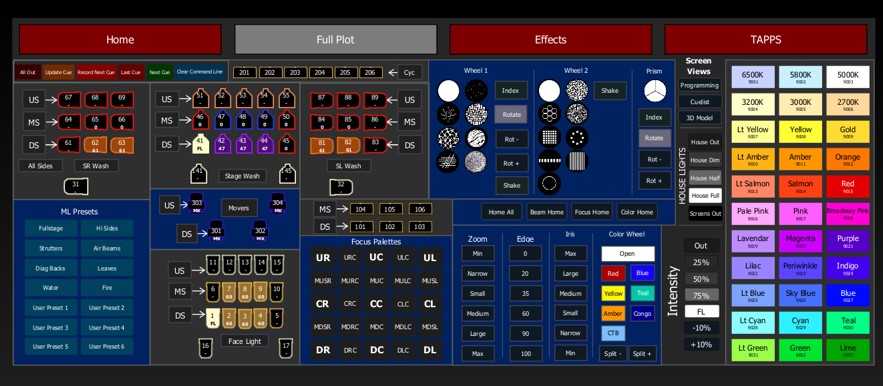 Home
Full Plot
Effects
TAPPS
All Out
Update Cue
Record Next Cue
Last Cue
Next Cue
Clear Command Line
201 202 203 204 205 206 Cyc
US 67 68 69
MS 64 65 66
DS 61 62 63
All Sides
SR Wash
31
US 51 52 53 54 55
MS 46 47 48 49 50
DS 41 42 43 44 45
141 Stage Wash 145
87 88 89 US
84 85 86 MS
81 82 83 DS
SL Wash
32
Wheel 1
Index
Rotate
Rot -
Rot +
Shake
Wheel 2
Shake
Prism
Index
Rotate
Rot -
Rot +
Home All
Beam Home
Focus Home
Color Home
Screen
Views
Programming
Cuelist
3D Model
HOUSE LIGHTS
House Out
House Dim
House Half
House Full
Screens Out
ML Presets
Fullstage
Hi Sides
Strutters
Air Beams
Diag Backs
Leaves
Water
Fire
User Preset 1
User Preset 2
User Preset 3
User Preset 4
User Preset 5
User Preset 6
US 303 Movers 304
DS 301 302
US 11 12 13 14 15
MS 6 7 8 9 10
DS 1 2 3 4 5
16 Face Light 17
MS 104 105 106
DS 101 102 103
Focus Palettes
UR URC UC ULC UL
MUSR MURC MUSC MULC MUSL
CR CRC CC CLC CL
MDSR MDRC MDSC MDLC MDSL
DR DRC DC DLC DL
Zoom
Min
Narrow
Small
Medium
Large
Max
Edge
0
20
35
60
90
100
Iris
Max
Large
Medium
Small
Narrow
Min
Color Wheel
Open
Red
Blue
Yellow
Teal
Amber
Congo
CTB
Split -
Split +
Intensity
Out
25%
50%
75%
FL
-10%
+10%
6500K
5800K
5000K
3200K
3000K
2700K
Lt Yellow
Yellow
Gold
Lt Amber
Amber
Orange
Lt Salmon
Salmon
Red
Pale Pink
Pink
Broadway Pink
Lavendar
Magenta
Purple
Lilac
Periwinkle
Indigo
Lt Blue
Sky Blue
Blue
Lt Cyan
Cyan
Teal
Lt Green
Green
Lime